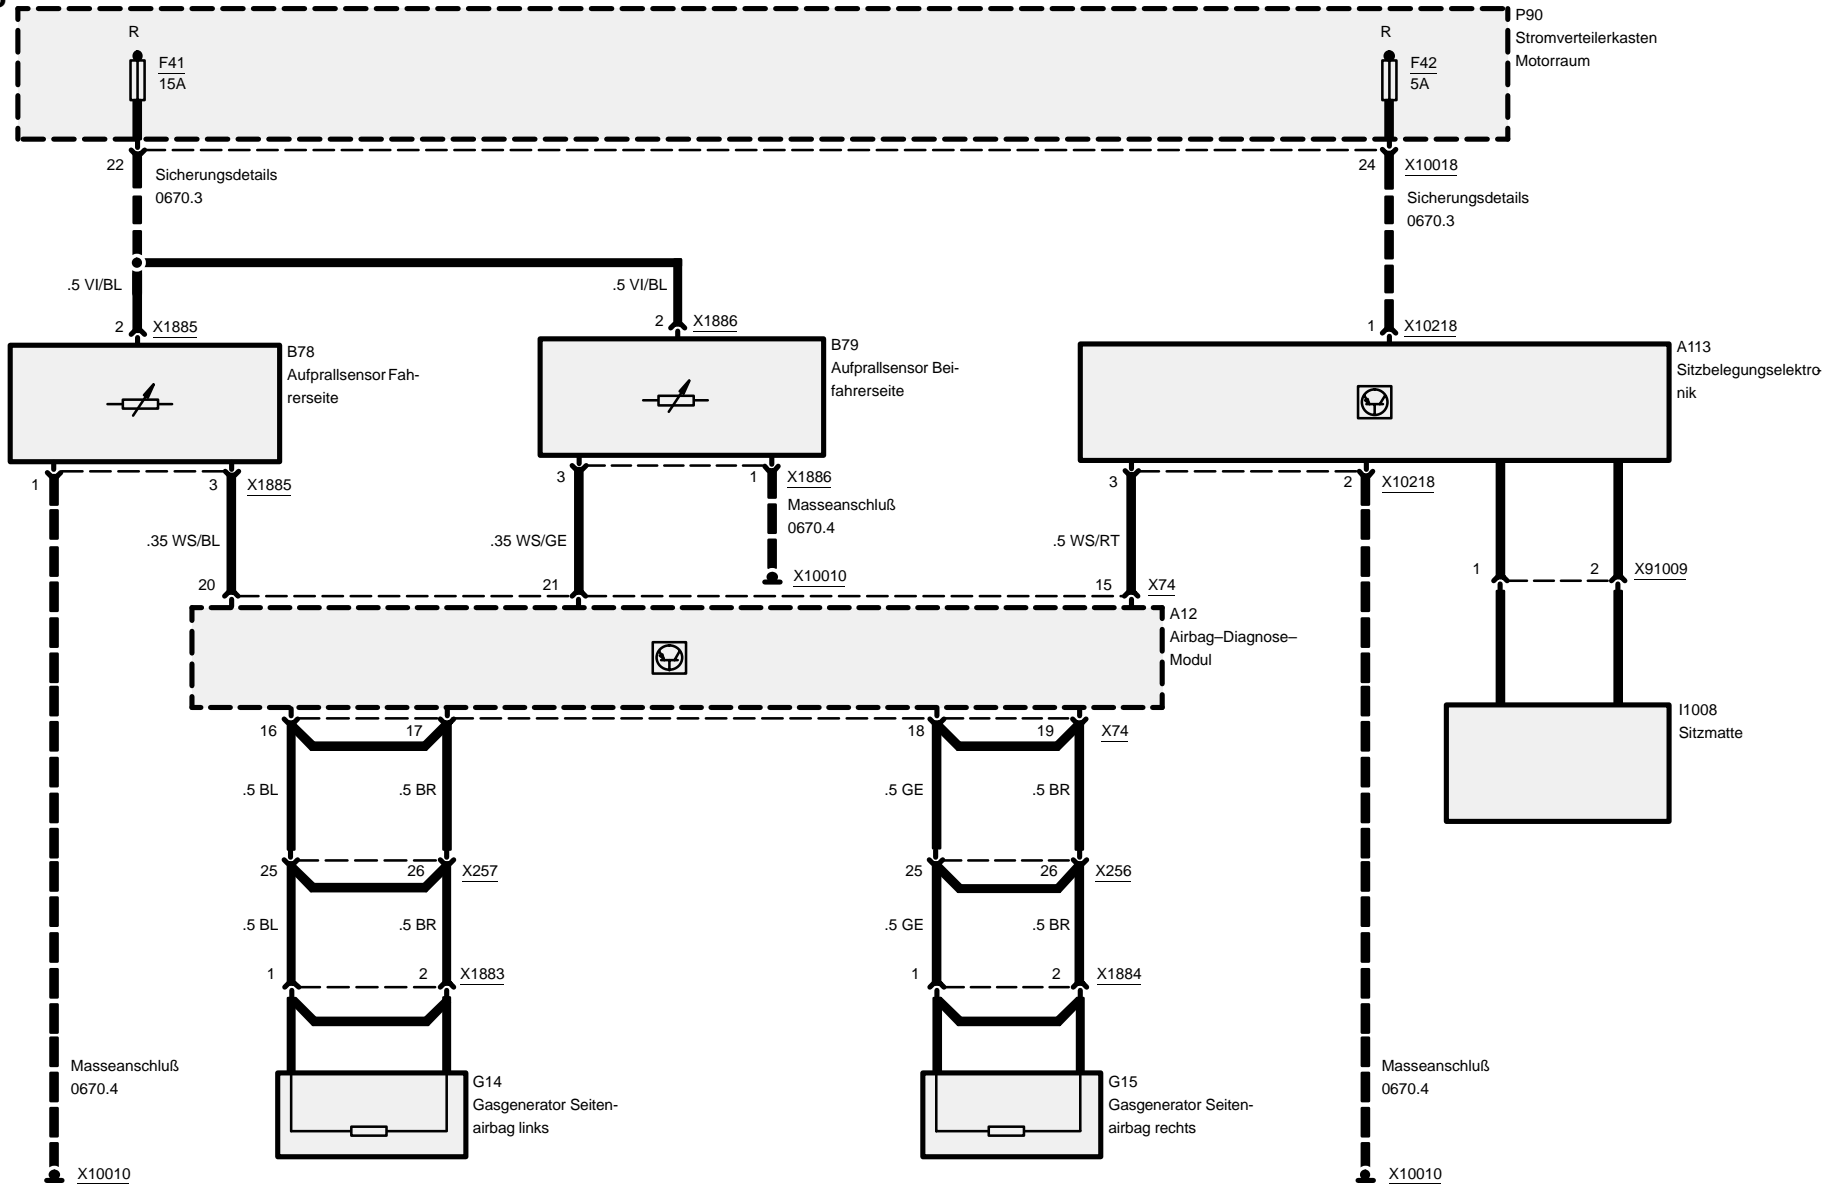 P90
Stromverteilerkasten
Motorraum
R
R
F41
15A
F42
5A
22
24
X10018
Sicherungsdetails
0670.3
Sicherungsdetails
0670.3
.5 VI/BL
.5 VI/BL
2
X1885
2
X1886
1
X10218
B78
Aufprallsensor Fah-
rerseite
B79
Aufprallsensor Bei-
fahrerseite
A113
Sitzbelegungselektro-
nik
1
3
X1885
3
1
X1886
3
2
X10218
Masseanschluß
0670.4
.35 WS/BL
.35 WS/GE
.5 WS/RT
X10010
1
2
X91009
20
21
15
X74
A12
Airbag–Diagnose–
Modul
16
17
18
19
X74
I1008
Sitzmatte
.5 BL
.5 BR
.5 GE
.5 BR
25
26
X257
25
26
X256
.5 BL
.5 BR
.5 GE
.5 BR
1
2
X1883
1
2
X1884
Masseanschluß
0670.4
Masseanschluß
0670.4
G14
Gasgenerator Seiten-
airbag links
G15
Gasgenerator Seiten-
airbag rechts
X10010
X10010